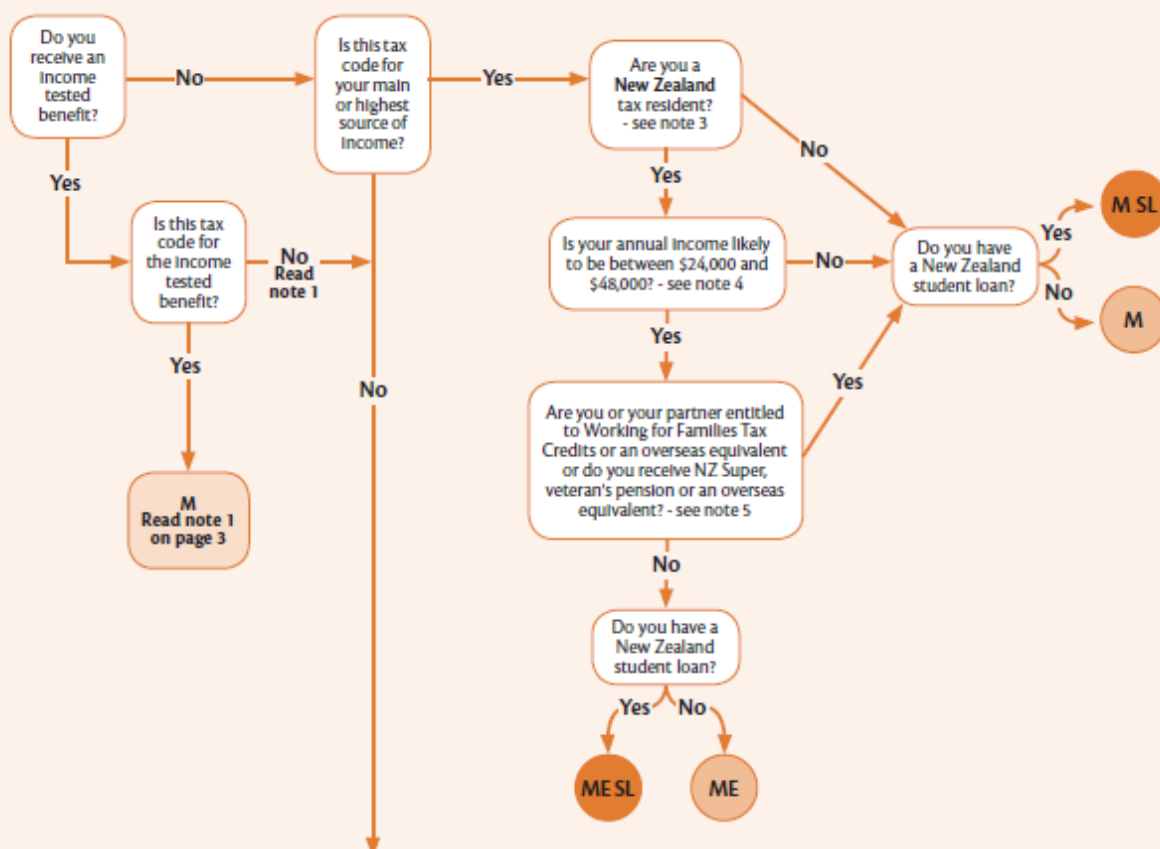 Do you
receive an
income
tested
benefit?
No
Is this tax
code for
your main
or highest
source of
income?
Yes
Are you a
New Zealand
tax resident?
- see note 3
No
Yes
Yes
Is this tax
code for
the income
tested
benefit?
No
Read
note 1
Is your annual income likely
to be between $24,000 and
$48,000? - see note 4
No
Do you have
a New Zealand
student loan?
Yes
M SL
No
M
Yes
Yes
No
Are you or your partner entitled
to Working for Families Tax
Credits or an overseas equivalent
or do you receive NZ Super,
veteran's pension or an overseas
equivalent? - see note 5
Yes
M
Read note 1
on page 3
No
Do you have a
New Zealand
student loan?
Yes
No
ME SL
ME